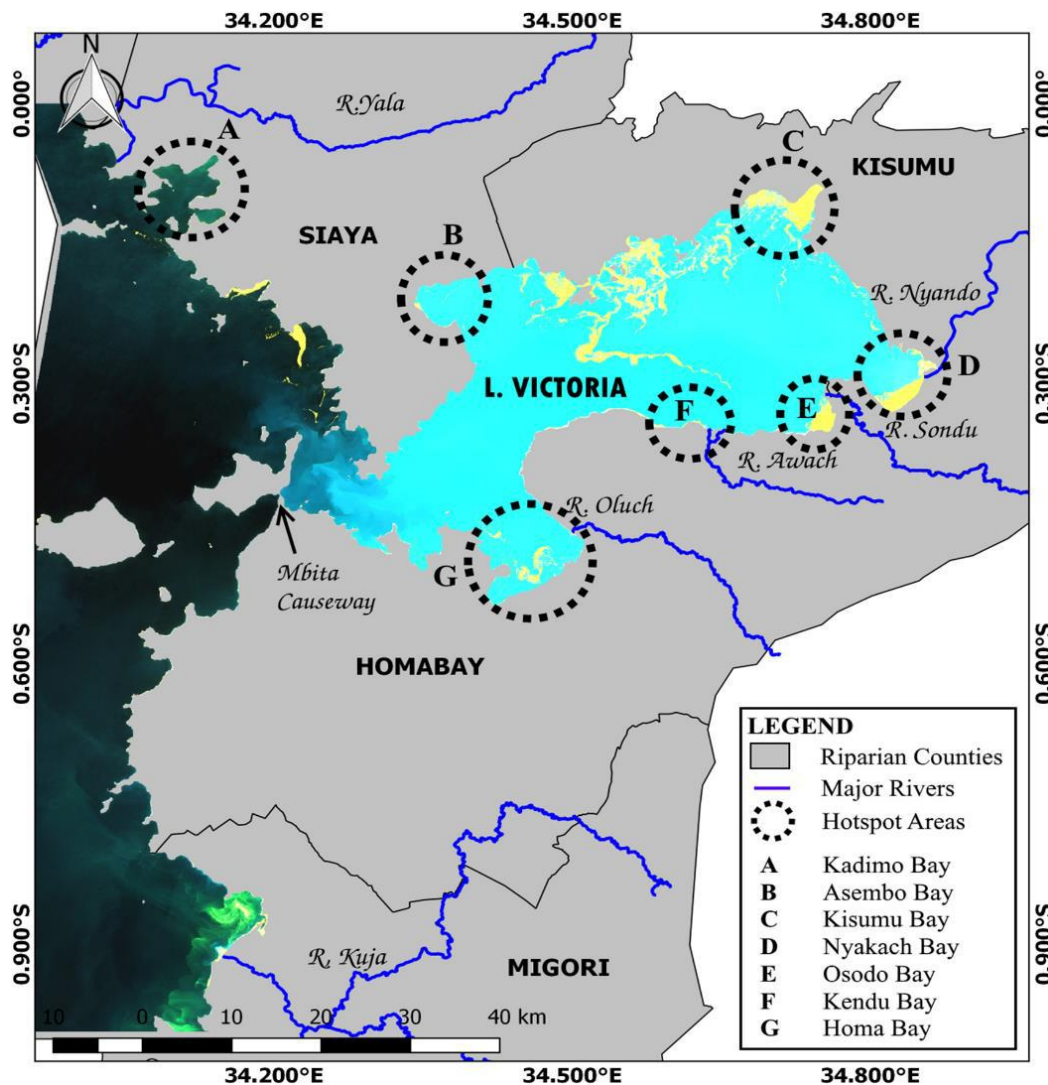 34.200°E 34.500°E 34.800°E
N
0.000°
0.000°
R.Yala
A
C
KISUMU
SIAYA
B
R. Nyando
0.300°S
0.300°S
L. VICTORIA
D
E
F
R. Sondu
R. Awach
R. Oluch
G
Mbita
Causeway
0.600°S
0.600°S
HOMABAY
LEGEND
Riparian Counties
Major Rivers
Hotspot Areas
A Kadimo Bay
B Asembo Bay
C Kisumu Bay
D Nyakach Bay
E Osodo Bay
F Kendu Bay
G Homa Bay
0.900°S
0.900°S
R. Kuja
MIGORI
10 0 10 20 30 40 km
34.200°E 34.500°E 34.800°E